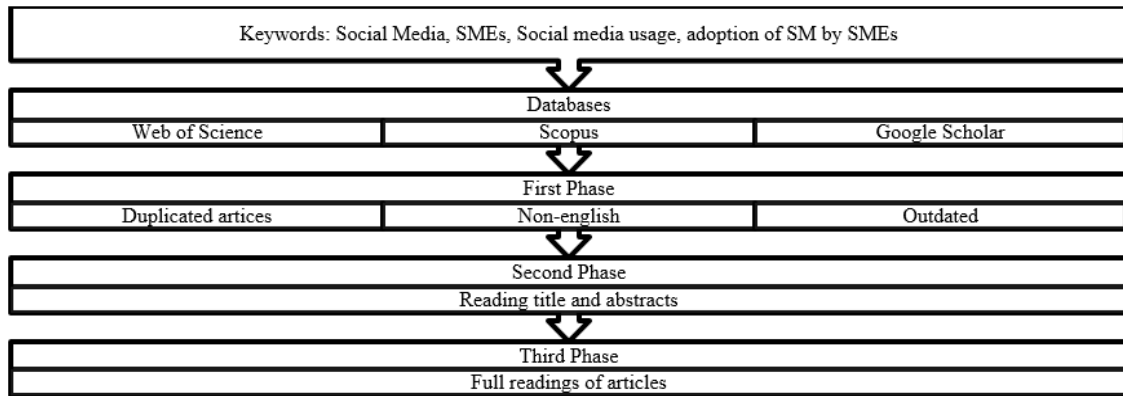 Keywords: Social Media, SMEs, Social media usage, adoption of SM by SMEs
Databases
Web of Science
Scopus
Google Scholar
First Phase
Duplicated artices
Non-english
Outdated
Second Phase
Reading title and abstracts
Third Phase
Full readings of articles